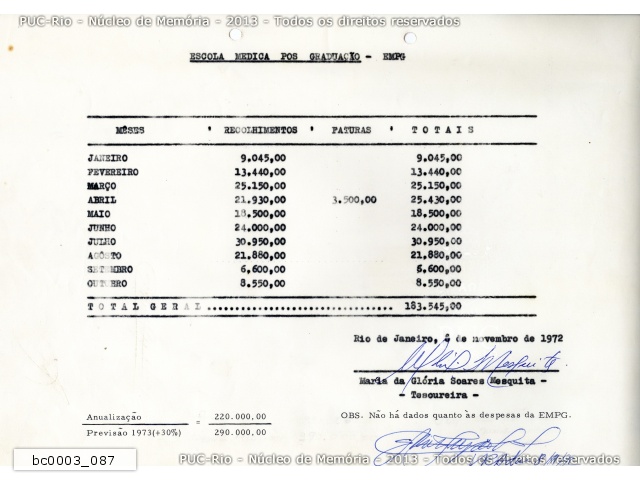 PUC-Rio - Núcleo de Memória - 2013 - Todos os direitos reservados
ESCOLA MEDICA POS GRADUAÇÃO - EMPG
MÊSES ' RECOLHIMENTOS ' FATURAS ' T O T A I S
JANEIRO 9.045,00 9.045,00
FEVEREIRO 13.440,00 13.440,00
MARÇO 25.150,00 25.150,00
ABRIL 21.930,00 3.500,00 25.430,00
MAIO 18.500,00 18.500,00
JUNHO 24.000,00 24.000,00
JULHO 30.950,00 30.950,00
AGÔSTO 21.880,00 21.880,00
SETEMBRO 6,600,00 6,600,00
OUTUBRO 8.550,00 8.550,00
T O T A L G E R A L ................................ 183.545,00
Rio de Janeiro, de novembro de 1972
Maria da Glória Soares Mesquita -
- Tesoureira -
Anualização = 220.000,00
Previsão 1973(+30%) 290.000,00
OBS. Não há dados quanto às despesas da EMPG.
bc0003_087
PUC-Rio - Núcleo de Memória - 2013 - Todos os direitos reservados